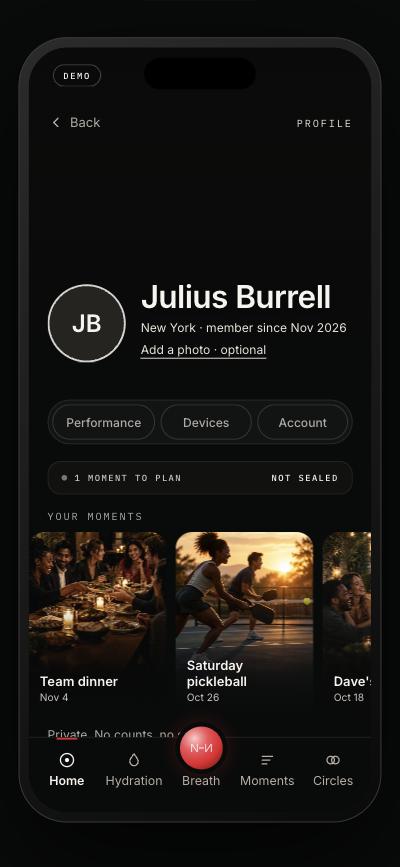 DEMO
Back
PROFILE
JB
Julius Burrell
New York · member since Nov 2026
Add a photo · optional
Performance
Devices
Account
1 MOMENT TO PLAN
NOT SEALED
YOUR MOMENTS
Team dinner
Nov 4
Saturday
pickleball
Oct 26
Dave's
Oct 18
Private. No counts, no
N-N
Home
Hydration
Breath
Moments
Circles